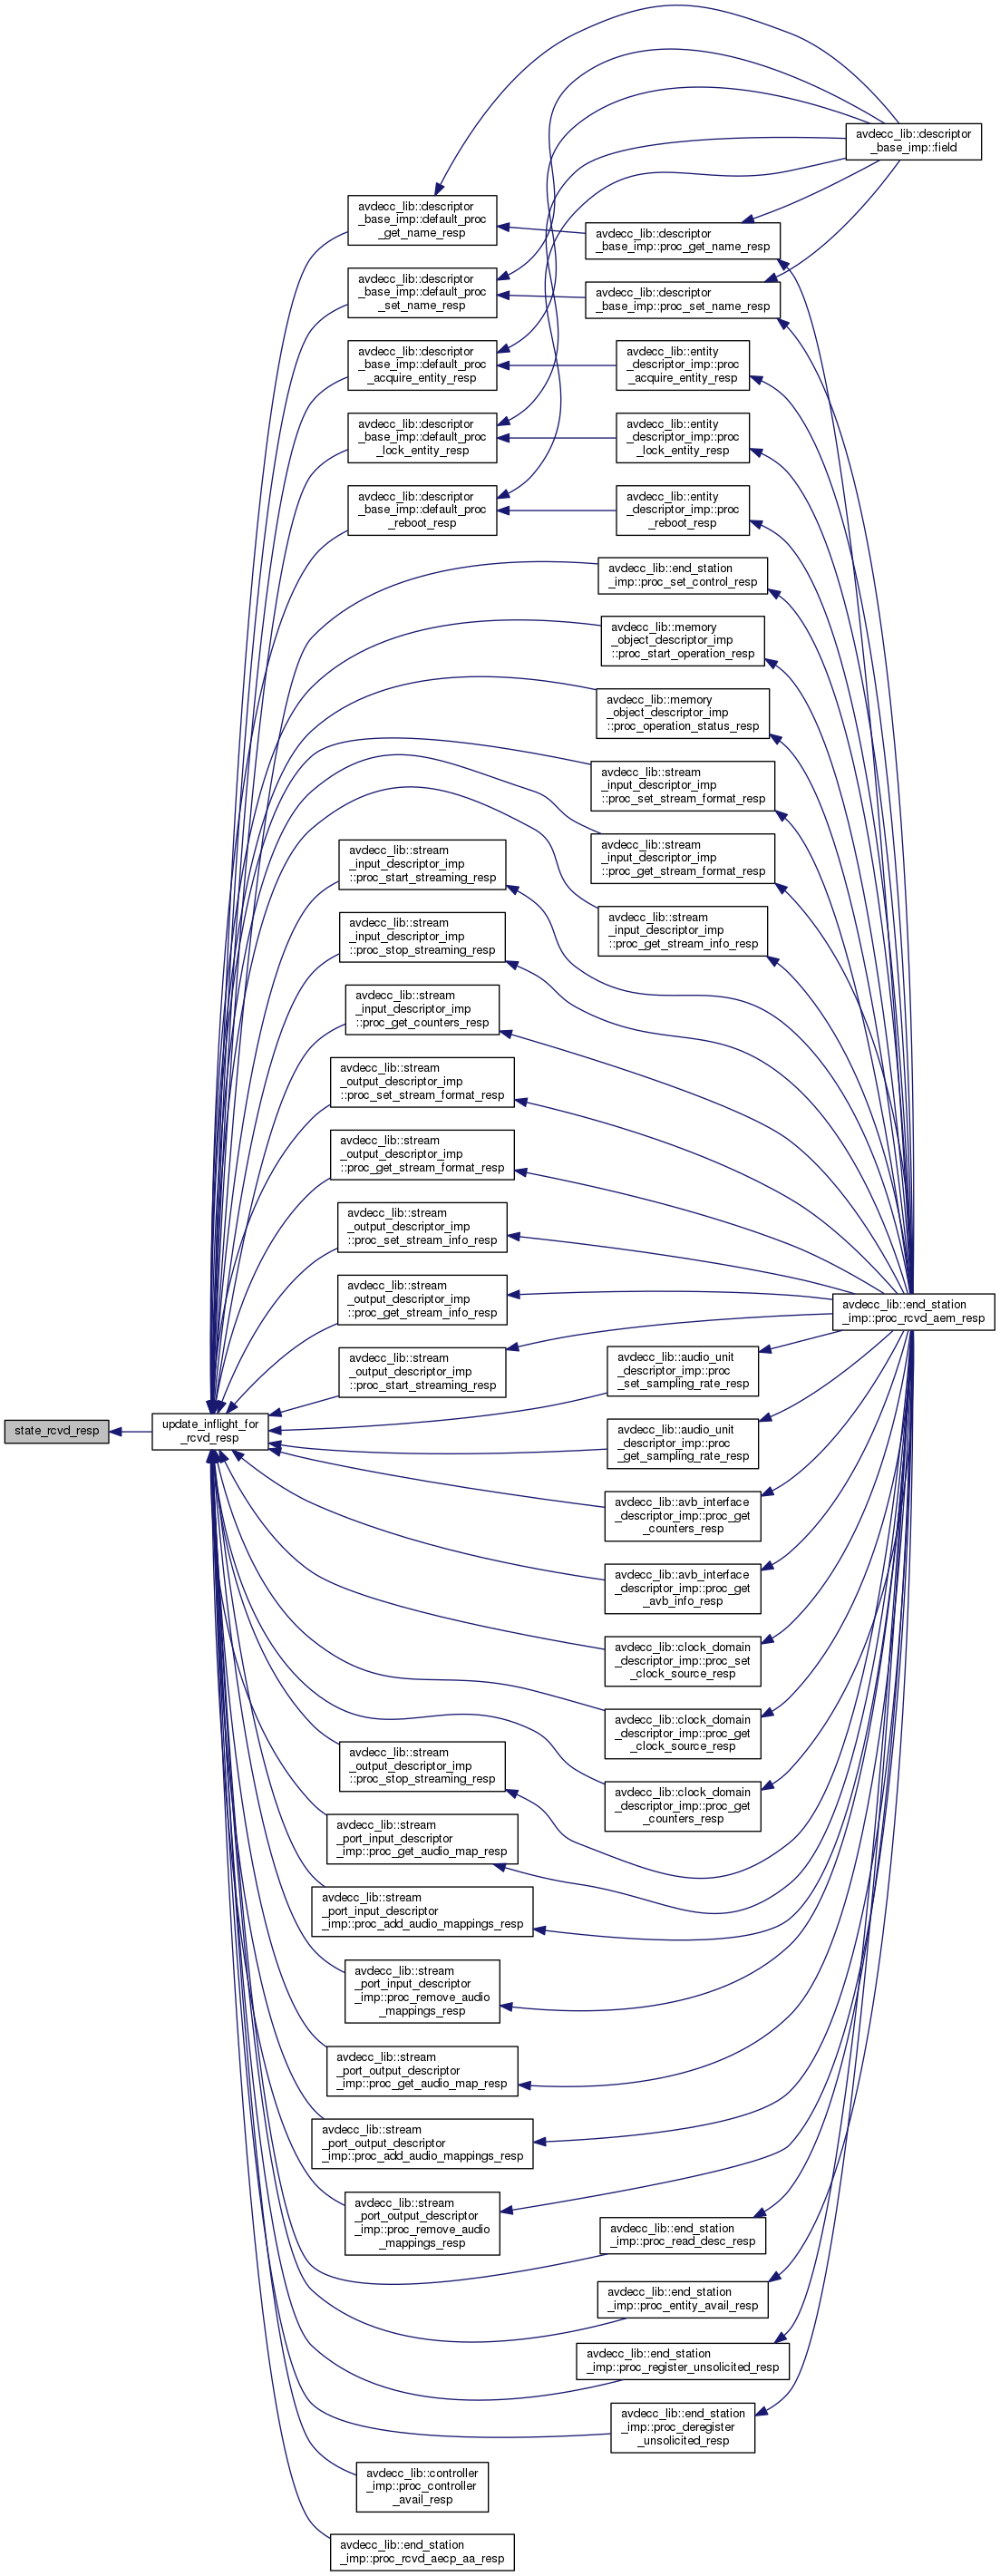 avdecc_lib::descriptor
_base_imp::field
avdecc_lib::descriptor
_base_imp::default_proc
_get_name_resp
avdecc_lib::descriptor
_base_imp::proc_get_name_resp
avdecc_lib::descriptor
_base_imp::default_proc
_set_name_resp
avdecc_lib::descriptor
_base_imp::proc_set_name_resp
avdecc_lib::descriptor
_base_imp::default_proc
_acquire_entity_resp
avdecc_lib::entity
_descriptor_imp::proc
_acquire_entity_resp
avdecc_lib::descriptor
_base_imp::default_proc
_lock_entity_resp
avdecc_lib::entity
_descriptor_imp::proc
_lock_entity_resp
avdecc_lib::descriptor
_base_imp::default_proc
_reboot_resp
avdecc_lib::entity
_descriptor_imp::proc
_reboot_resp
avdecc_lib::end_station
_imp::proc_set_control_resp
avdecc_lib::memory
_object_descriptor_imp
::proc_start_operation_resp
avdecc_lib::memory
_object_descriptor_imp
::proc_operation_status_resp
avdecc_lib::stream
_input_descriptor_imp
::proc_set_stream_format_resp
avdecc_lib::stream
_input_descriptor_imp
::proc_get_stream_format_resp
avdecc_lib::stream
_input_descriptor_imp
::proc_start_streaming_resp
avdecc_lib::stream
_input_descriptor_imp
::proc_get_stream_info_resp
avdecc_lib::stream
_input_descriptor_imp
::proc_stop_streaming_resp
avdecc_lib::stream
_input_descriptor_imp
::proc_get_counters_resp
avdecc_lib::stream
_output_descriptor_imp
::proc_set_stream_format_resp
avdecc_lib::stream
_output_descriptor_imp
::proc_get_stream_format_resp
avdecc_lib::stream
_output_descriptor_imp
::proc_set_stream_info_resp
avdecc_lib::stream
_output_descriptor_imp
::proc_get_stream_info_resp
avdecc_lib::end_station
_imp::proc_rcvd_aem_resp
avdecc_lib::stream
_output_descriptor_imp
::proc_start_streaming_resp
avdecc_lib::audio_unit
_descriptor_imp::proc
_set_sampling_rate_resp
state_rcvd_resp
update_inflight_for
_rcvd_resp
avdecc_lib::audio_unit
_descriptor_imp::proc
_get_sampling_rate_resp
avdecc_lib::avb_interface
_descriptor_imp::proc_get
_counters_resp
avdecc_lib::avb_interface
_descriptor_imp::proc_get
_avb_info_resp
avdecc_lib::clock_domain
_descriptor_imp::proc_set
_clock_source_resp
avdecc_lib::clock_domain
_descriptor_imp::proc_get
_clock_source_resp
avdecc_lib::stream
_output_descriptor_imp
::proc_stop_streaming_resp
avdecc_lib::clock_domain
_descriptor_imp::proc_get
_counters_resp
avdecc_lib::stream
_port_input_descriptor
_imp::proc_get_audio_map_resp
avdecc_lib::stream
_port_input_descriptor
_imp::proc_add_audio_mappings_resp
avdecc_lib::stream
_port_input_descriptor
_imp::proc_remove_audio
_mappings_resp
avdecc_lib::stream
_port_output_descriptor
_imp::proc_get_audio_map_resp
avdecc_lib::stream
_port_output_descriptor
_imp::proc_add_audio_mappings_resp
avdecc_lib::stream
_port_output_descriptor
_imp::proc_remove_audio
_mappings_resp
avdecc_lib::end_station
_imp::proc_read_desc_resp
avdecc_lib::end_station
_imp::proc_entity_avail_resp
avdecc_lib::end_station
_imp::proc_register_unsolicited_resp
avdecc_lib::end_station
_imp::proc_deregister
_unsolicited_resp
avdecc_lib::controller
_imp::proc_controller
_avail_resp
avdecc_lib::end_station
_imp::proc_rcvd_aecp_aa_resp